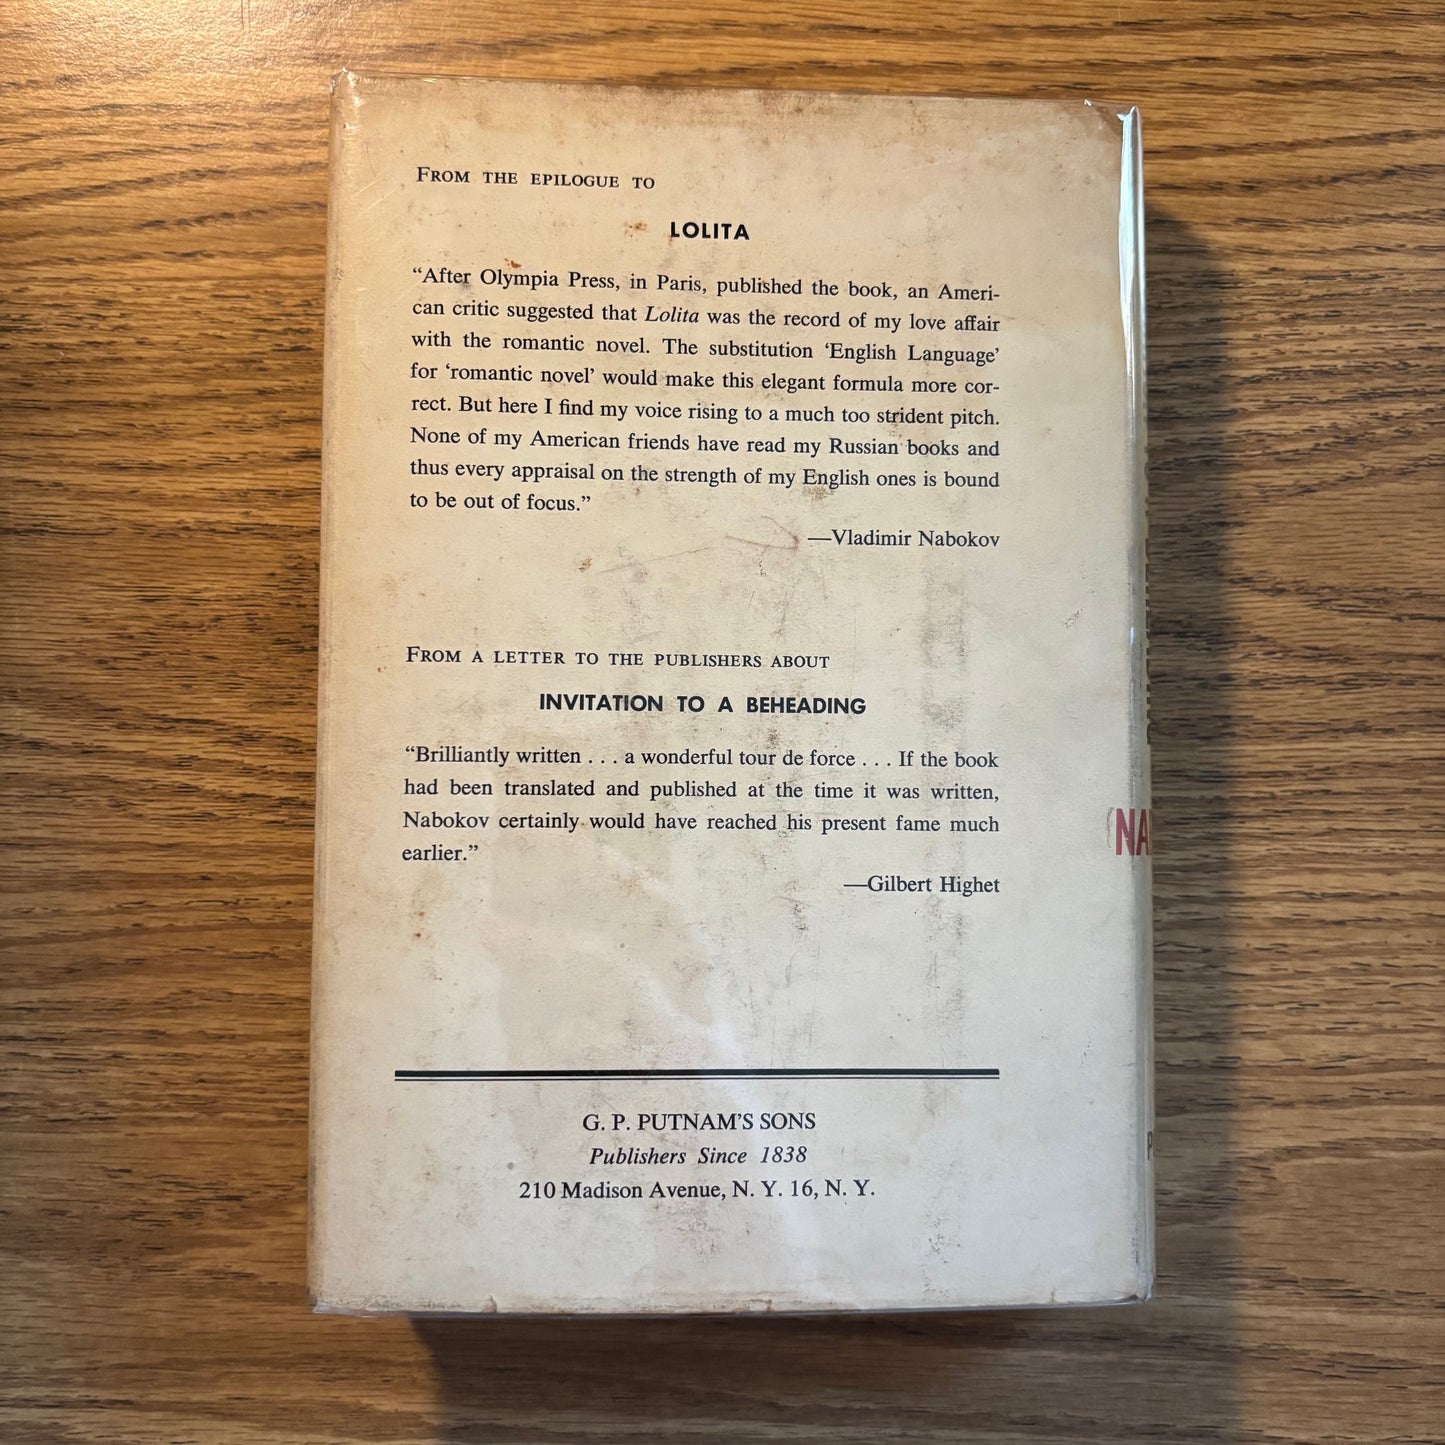 FROM THE EPILOGUE TO
LOLITA
“After Olympia Press, in Paris, published the book, an Ameri-
can critic suggested that Lolita was the record of my love affair
with the romantic novel. The substitution ‘English Language’
for ‘romantic novel’ would make this elegant formula more cor-
rect. But here I find my voice rising to a much too strident pitch.
None of my American friends have read my Russian books and
thus every appraisal on the strength of my English ones is bound
to be out of focus.”
—Vladimir Nabokov
FROM A LETTER TO THE PUBLISHERS ABOUT
INVITATION TO A BEHEADING
“Brilliantly written . . . a wonderful tour de force . . . If the book
had been translated and published at the time it was written,
Nabokov certainly would have reached his present fame much
earlier.”
—Gilbert Highet
G. P. PUTNAM’S SONS
Publishers Since 1838
210 Madison Avenue, N. Y. 16, N. Y.
NA